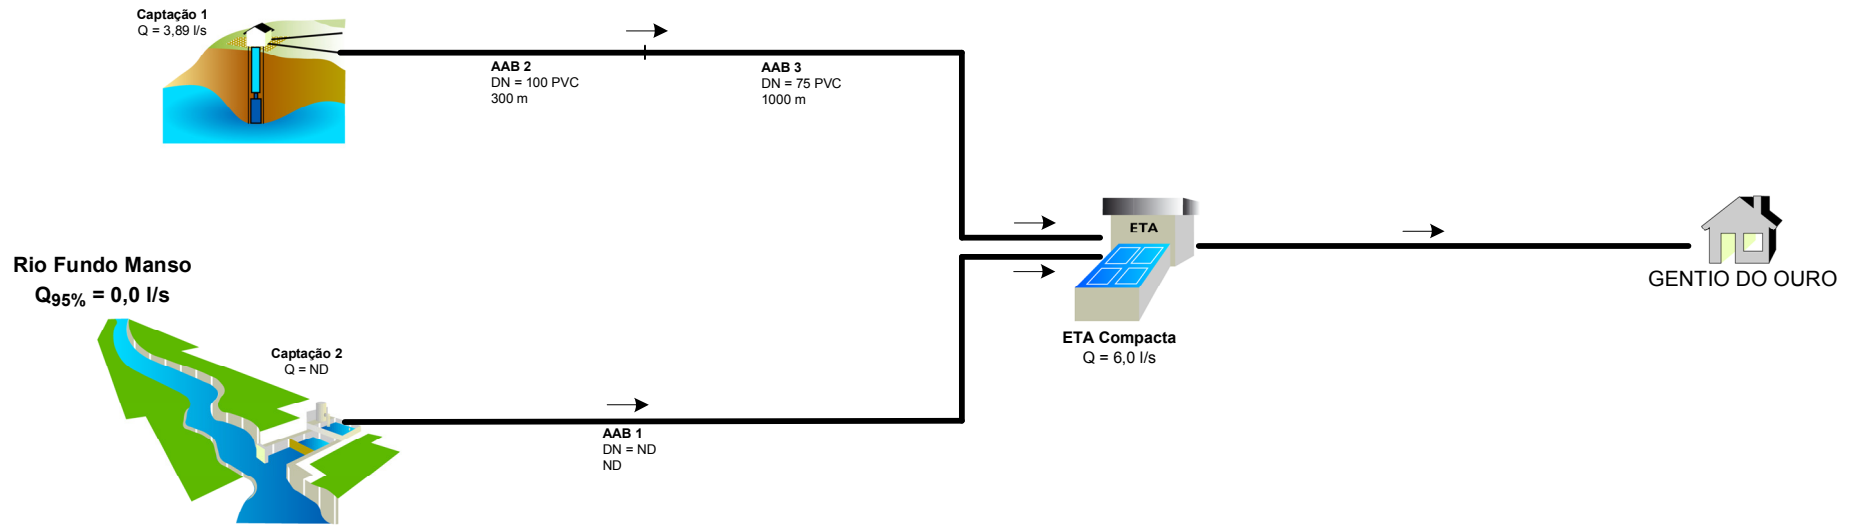 Captação 1
Q = 3,89 l/s
AAB 2
DN = 100 PVC
300 m
AAB 3
DN = 75 PVC
1000 m
ETA
ETA Compacta
Q = 6,0 l/s
GENTIO DO OURO
Rio Fundo Manso
Q95% = 0,0 l/s
Captação 2
Q = ND
AAB 1
DN = ND
ND